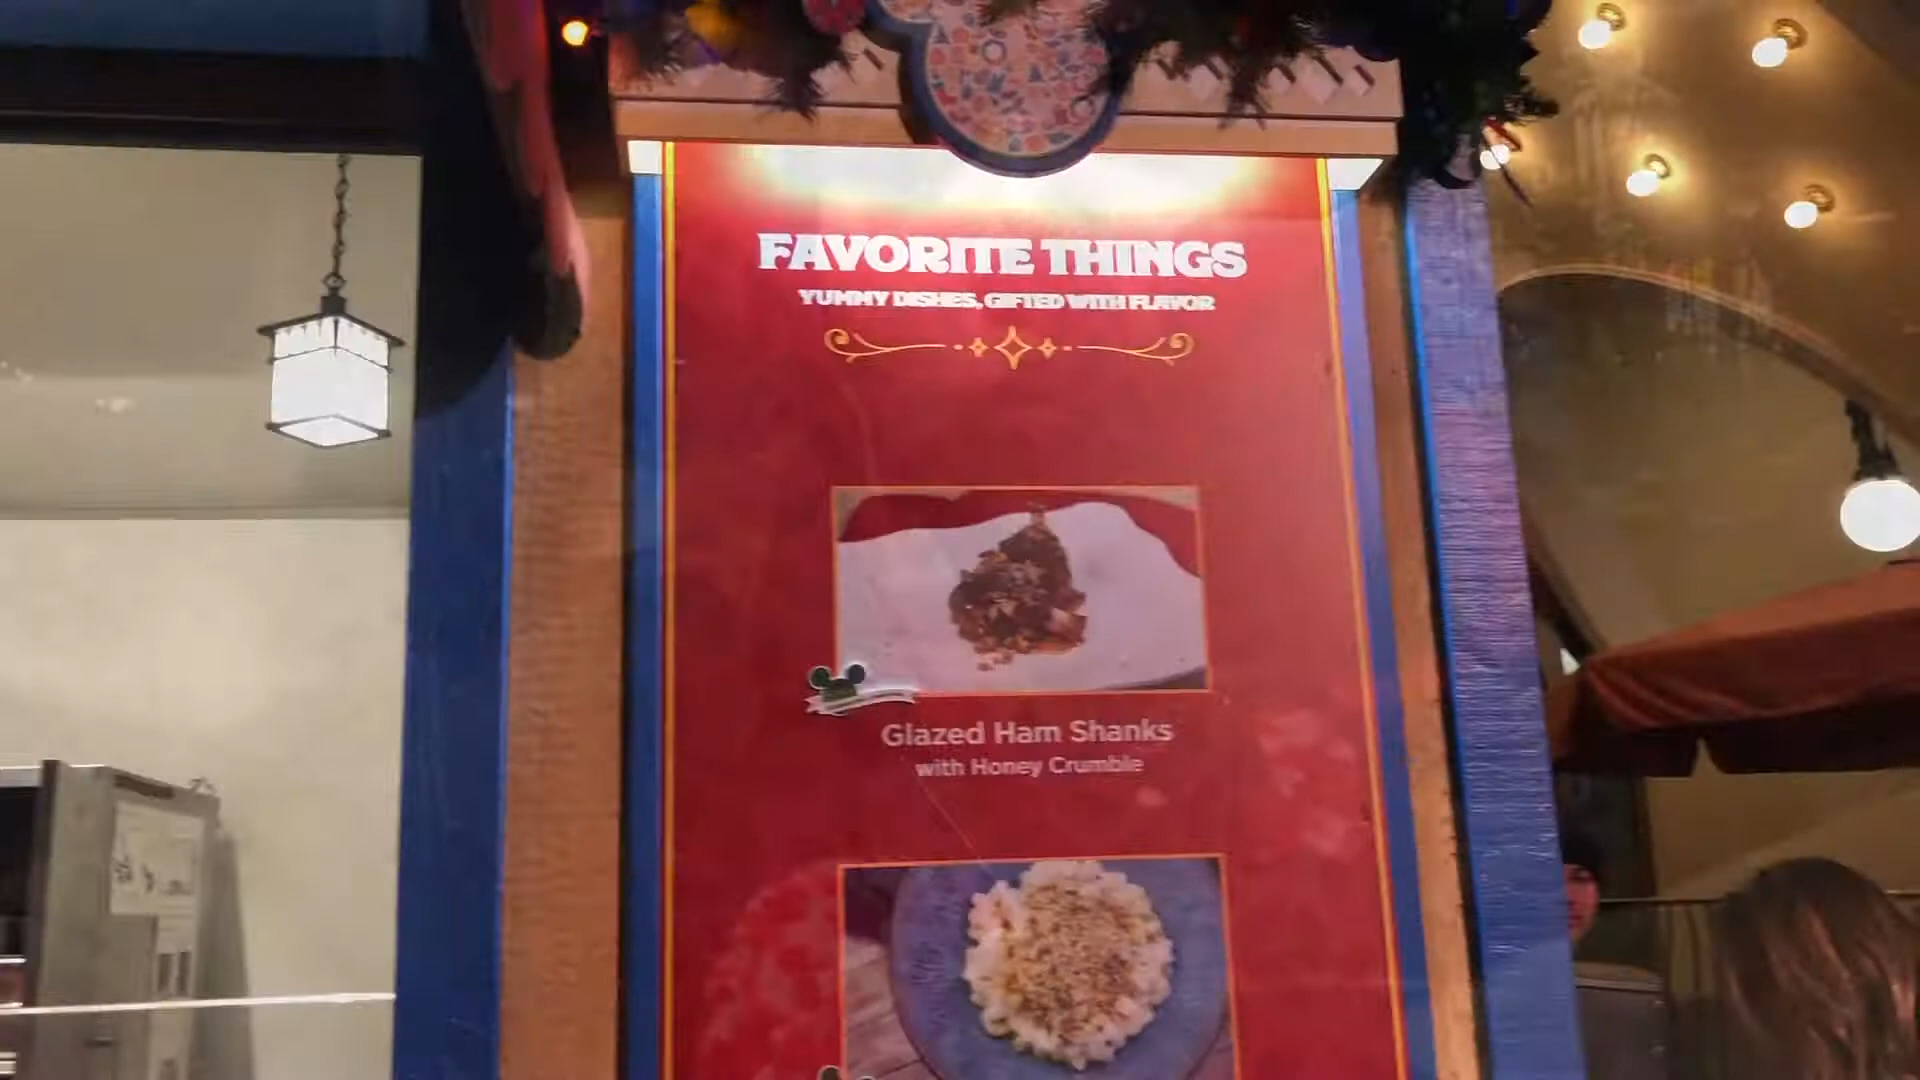 FAVORITE THINGS
YUMMY DISHES, GIFTED WITH FLAVOR
Glazed Ham Shanks
with Honey Crumble